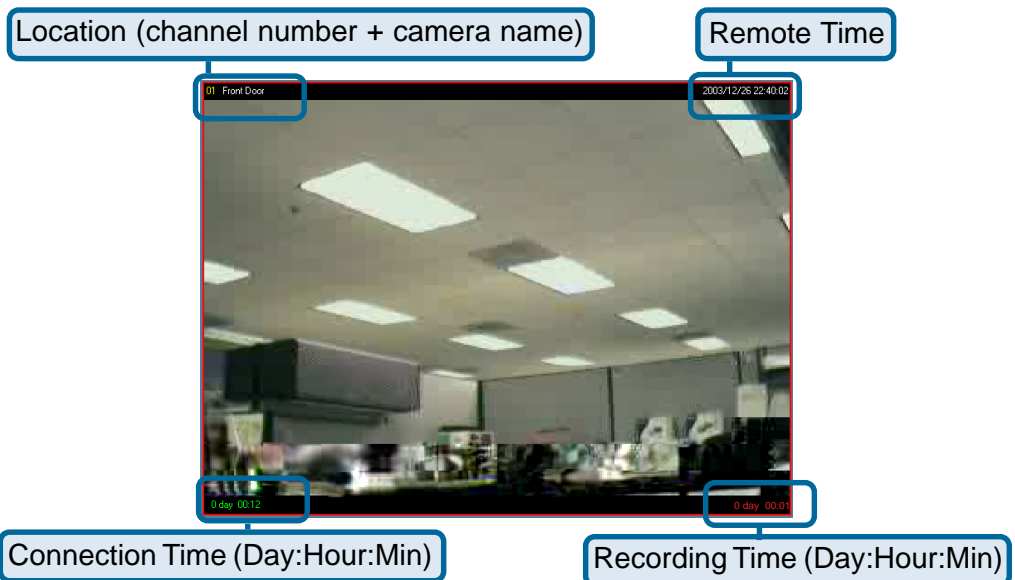 Location (channel number + camera name)
Remote Time
01 Front Door
2003/12/26 22:40:02
0 day 00:12
0 day 00:01
Connection Time (Day:Hour:Min)
Recording Time (Day:Hour:Min)